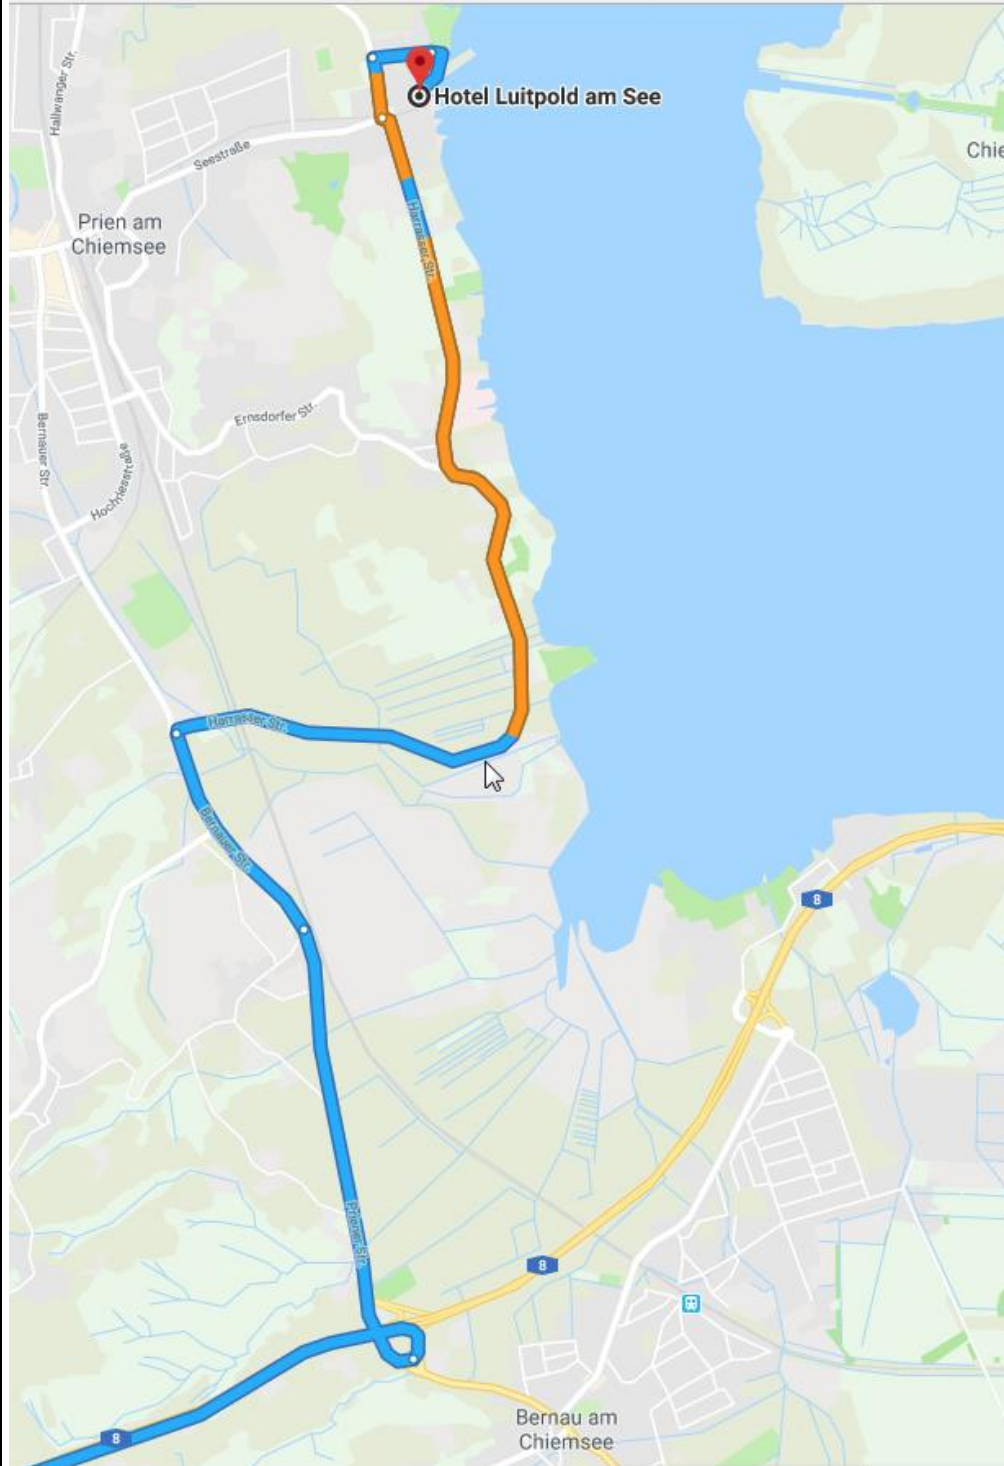 Hallwanger Str.
Hotel Luitpold am See
Seestraße
Chie
Prien am
Chiemsee
Harrasser Str.
Ernsdorfer Str.
Bernauer Str.
Hochriesstraße
Harrasser Str.
Bernauer Str.
8
Priener Str.
8
8
Bernau am
Chiemsee